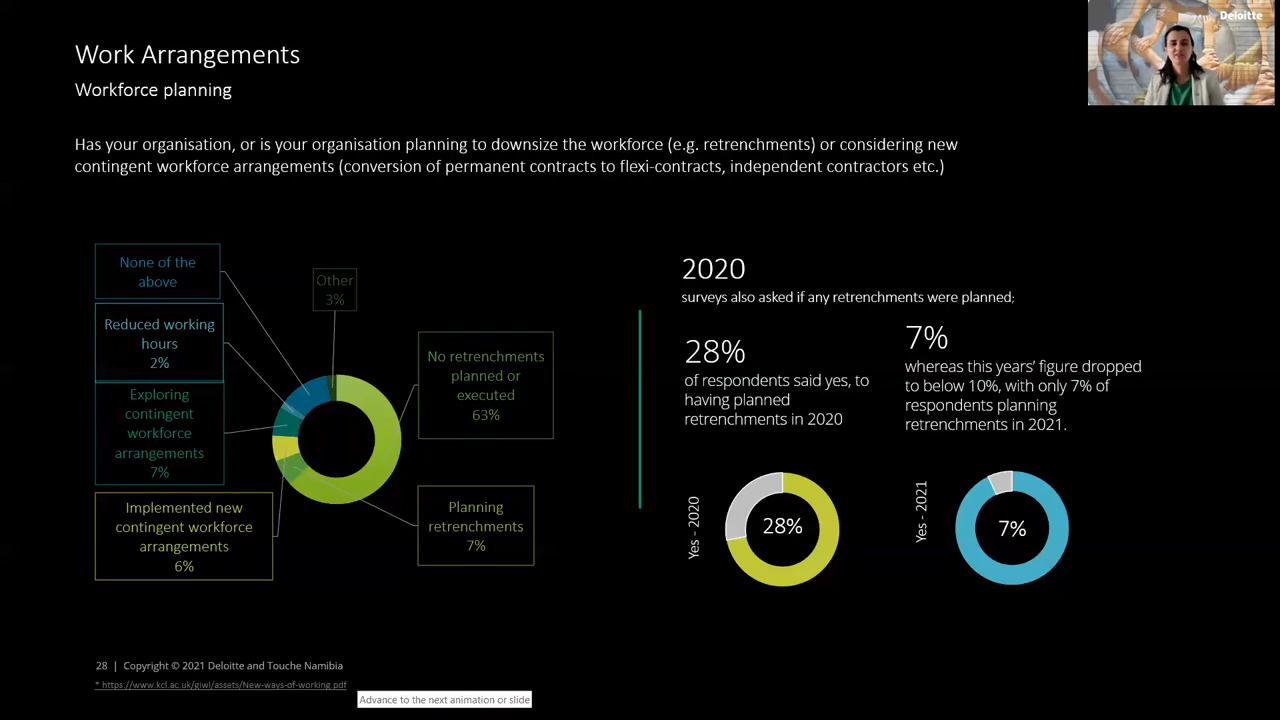 Deloitte
Work Arrangements
Workforce planning
Has your organisation, or is your organisation planning to downsize the workforce (e.g. retrenchments) or considering new
contingent workforce arrangements (conversion of permanent contracts to flexi-contracts, independent contractors etc.)
None of the
above
Other
3%
Reduced working
hours
2%
No retrenchments
planned or
executed
63%
Exploring
contingent
workforce
arrangements
7%
Implemented new
contingent workforce
arrangements
6%
Planning
retrenchments
7%
2020
surveys also asked if any retrenchments were planned;
28%
of respondents said yes, to
having planned
retrenchments in 2020
7%
whereas this years’ figure dropped
to below 10%, with only 7% of
respondents planning
retrenchments in 2021.
Yes - 2020
28%
Yes - 2021
7%
28 | Copyright © 2021 Deloitte and Touche Namibia
* https://www.kcl.ac.uk/giwl/assets/New-ways-of-working.pdf
Advance to the next animation or slide